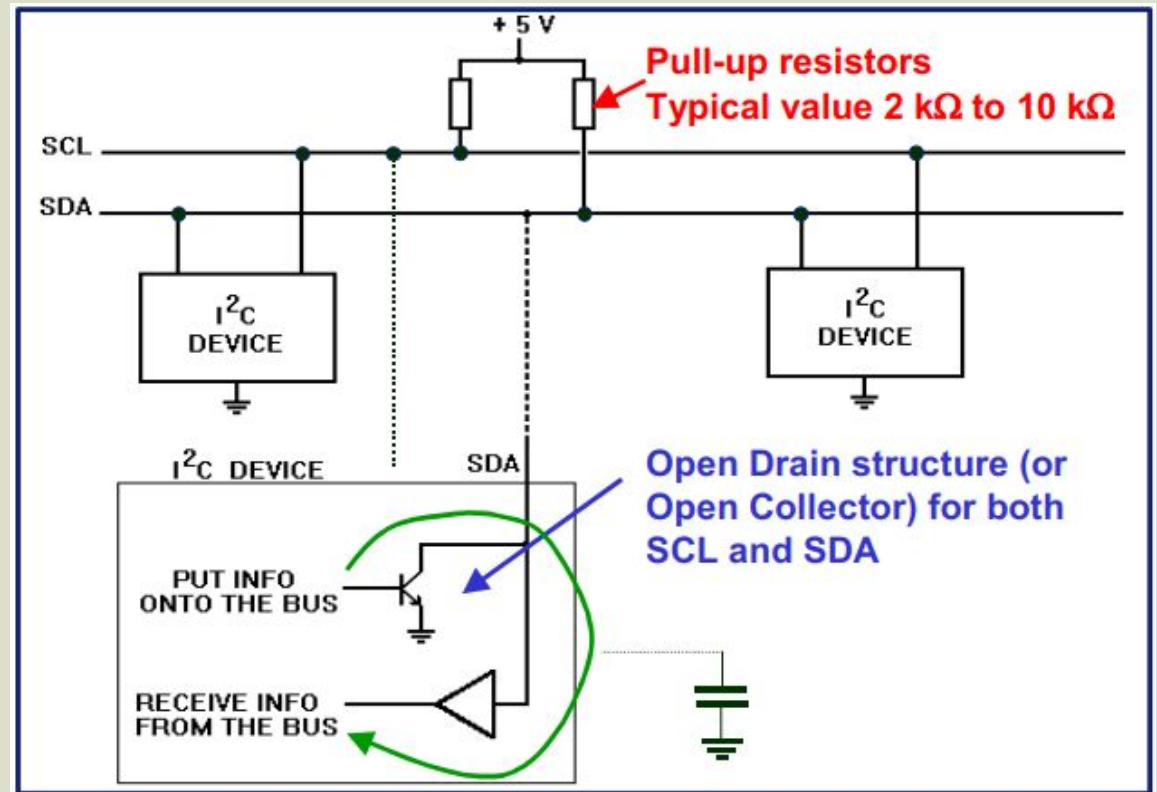 + 5 V
Pull-up resistors
Typical value 2 kΩ to 10 kΩ
SCL
SDA
I²C
DEVICE
I²C
DEVICE
I²C DEVICE
SDA
Open Drain structure (or
Open Collector) for both
SCL and SDA
PUT INFO
ONTO THE BUS
RECEIVE INFO
FROM THE BUS